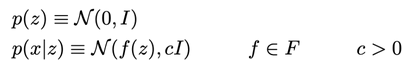 p(z) ≡ 𝒩(0, I)
p(x|z) ≡ 𝒩(f(z), cI) f ∈ F c > 0